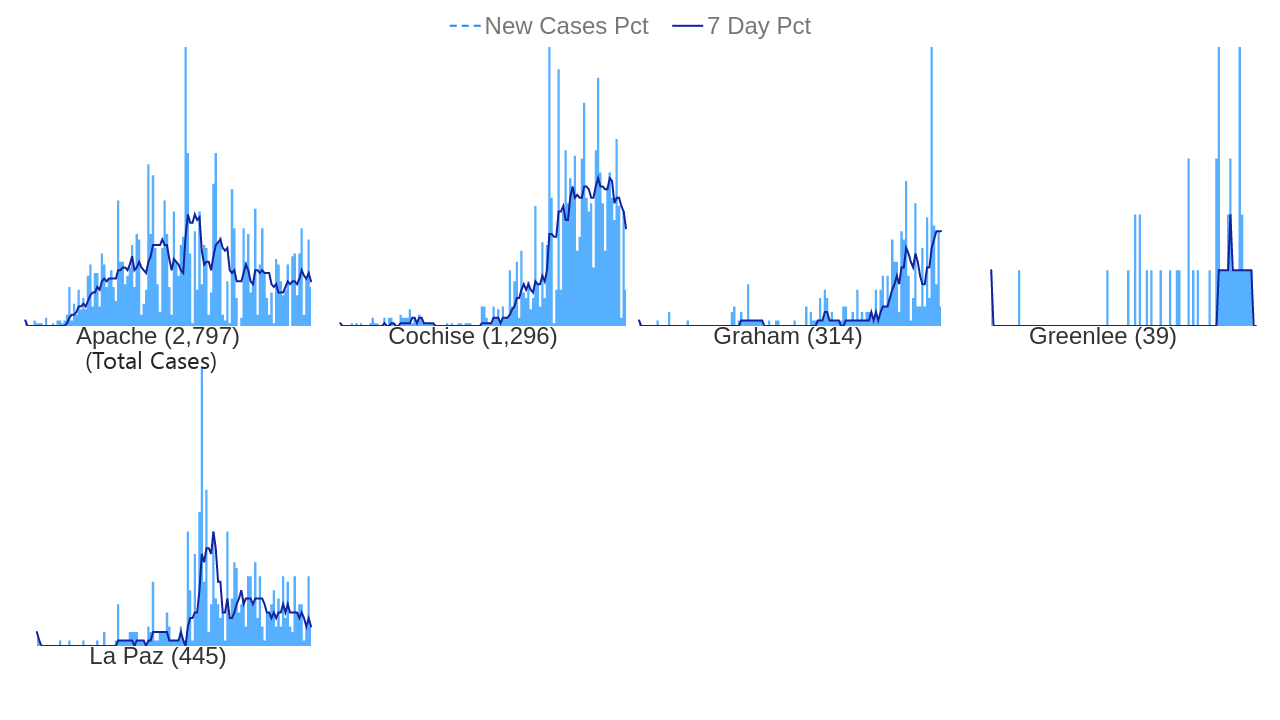 New Cases Pct 7 Day Pct
Apache (2,797) Cochise (1,296) Graham (314) Greenlee (39)
(Total Cases)
La Paz (445)